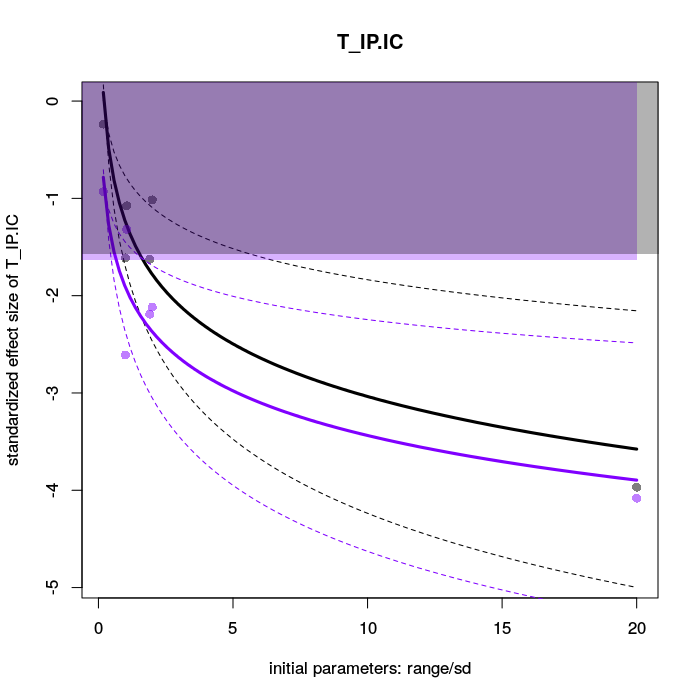 T_IP.IC
standardized effect size of T_IP.IC
0
-1
-2
-3
-4
-5
0 5 10 15 20
initial parameters: range/sd